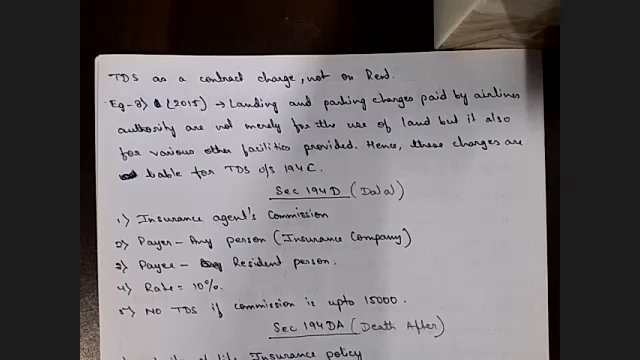 TDS as a contract charge, not on Rent.
Eg-8) (2015) → Landing and parking charges paid by airlines
authority are not merely for the use of land but it also
for various other facilities provided. Hence, these charges are
liable for TDS u/s 194C.
Sec 194D (Dalal)
1) Insurance agent's Commission
2) Payer - Any person (Insurance Company)
3) Payee - Resident person.
4) Rate = 10%.
5) NO TDS if commission is upto 15000.
Sec 194DA (Death After)
of life Insurance policy